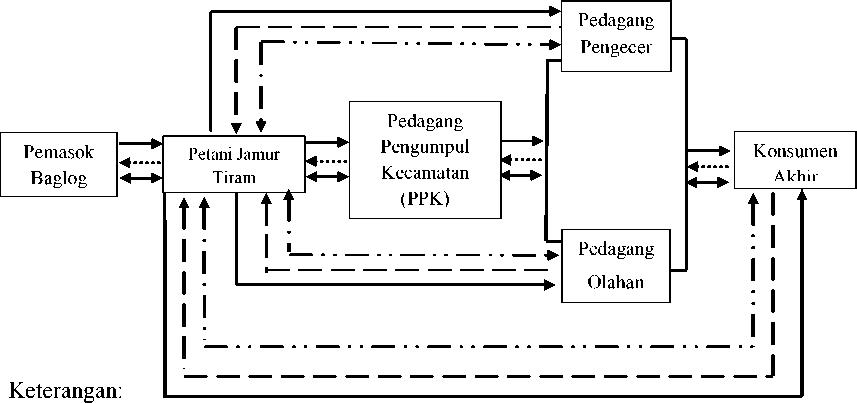 Pedagang
Pengecer
Pemasok
Baglog
Petani Jamur
Tiram
Pedagang
Pengumpul
Kecamatan
(PPK)
Konsumen
Akhir
Pedagang
Olahan
Keterangan: